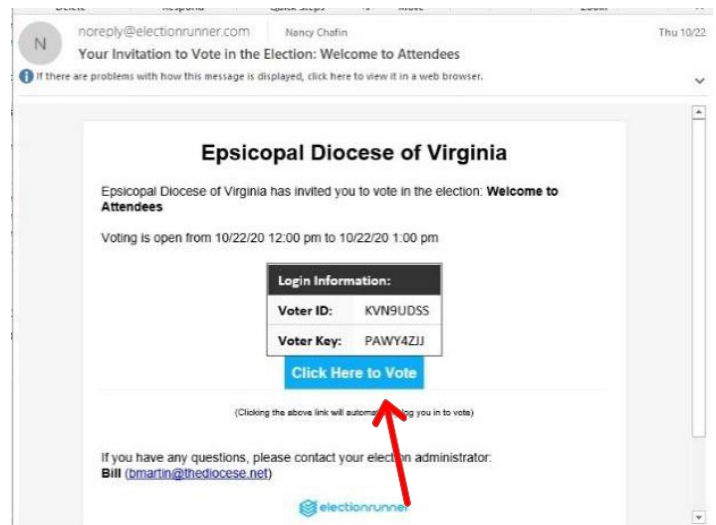 noreply@electionrunner.com Nancy Chafin Thu 10/22
N
Your Invitation to Vote in the Election: Welcome to Attendees
If there are problems with how this message is displayed, click here to view it in a web browser.
Epsicopal Diocese of Virginia
Epsicopal Diocese of Virginia has invited you to vote in the election: Welcome to
Attendees
Voting is open from 10/22/20 12:00 pm to 10/22/20 1:00 pm
Login Information:
Voter ID: KVN9UDSS
Voter Key: PAWY4ZJJ
Click Here to Vote
(Clicking the above link will log you in to vote)
If you have any questions, please contact your election administrator:
Bill (bmartin@thediocese.net)
electionrunner